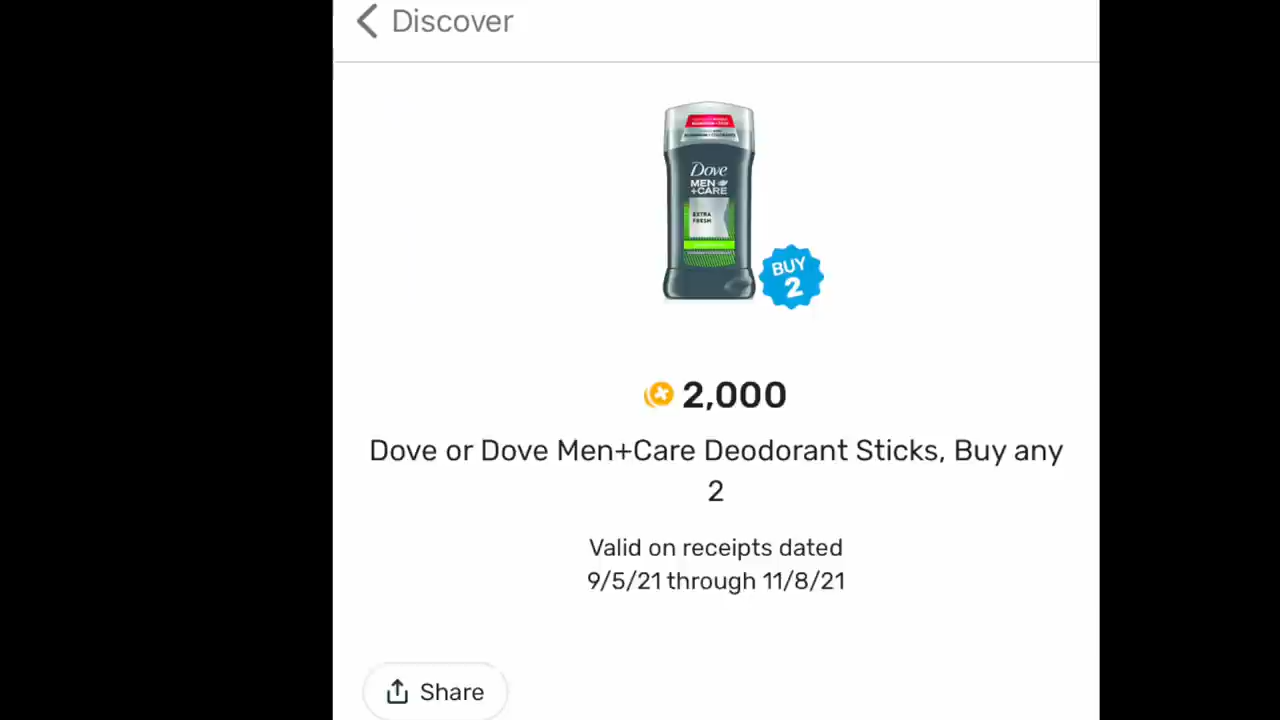 Discover
Dove
MEN
+CARE
EXTRA
FRESH
BUY
2
2,000
Dove or Dove Men+Care Deodorant Sticks, Buy any
2
Valid on receipts dated
9/5/21 through 11/8/21
Share